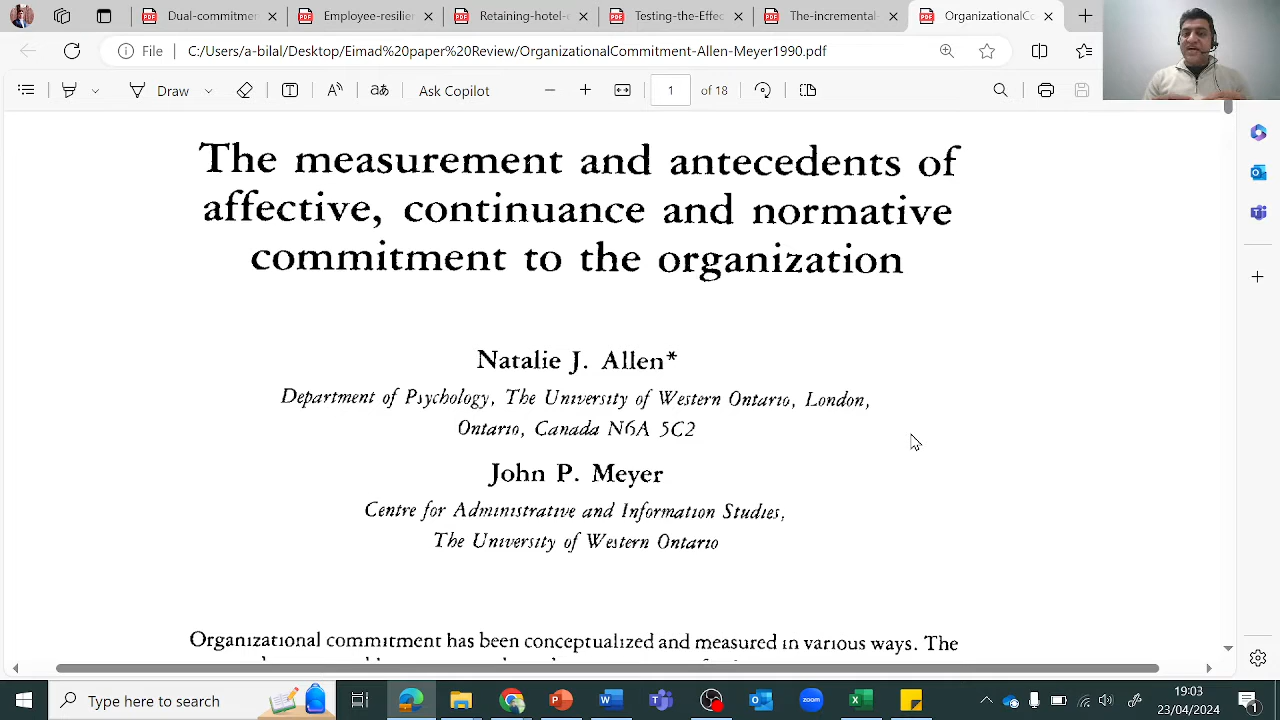 Dual-commitment
Employee-resilier
Retaining-hotel-e
Testing-the-Effec
The-Incremental-
OrganizationalCo
File
C:/Users/a-bilal/Desktop/Eimad%20paper%20Review/OrganizationalCommitment-Allen-Meyer1990.pdf
Draw
Ask Copilot
1
of 18
The measurement and antecedents of
affective, continuance and normative
commitment to the organization
Natalie J. Allen*
Department of Psychology, The University of Western Ontario, London,
Ontario, Canada N6A 5C2
John P. Meyer
Centre for Administrative and Information Studies,
The University of Western Ontario
Organizational commitment has been conceptualized and measured in various ways. The
Type here to search
19:03
23/04/2024